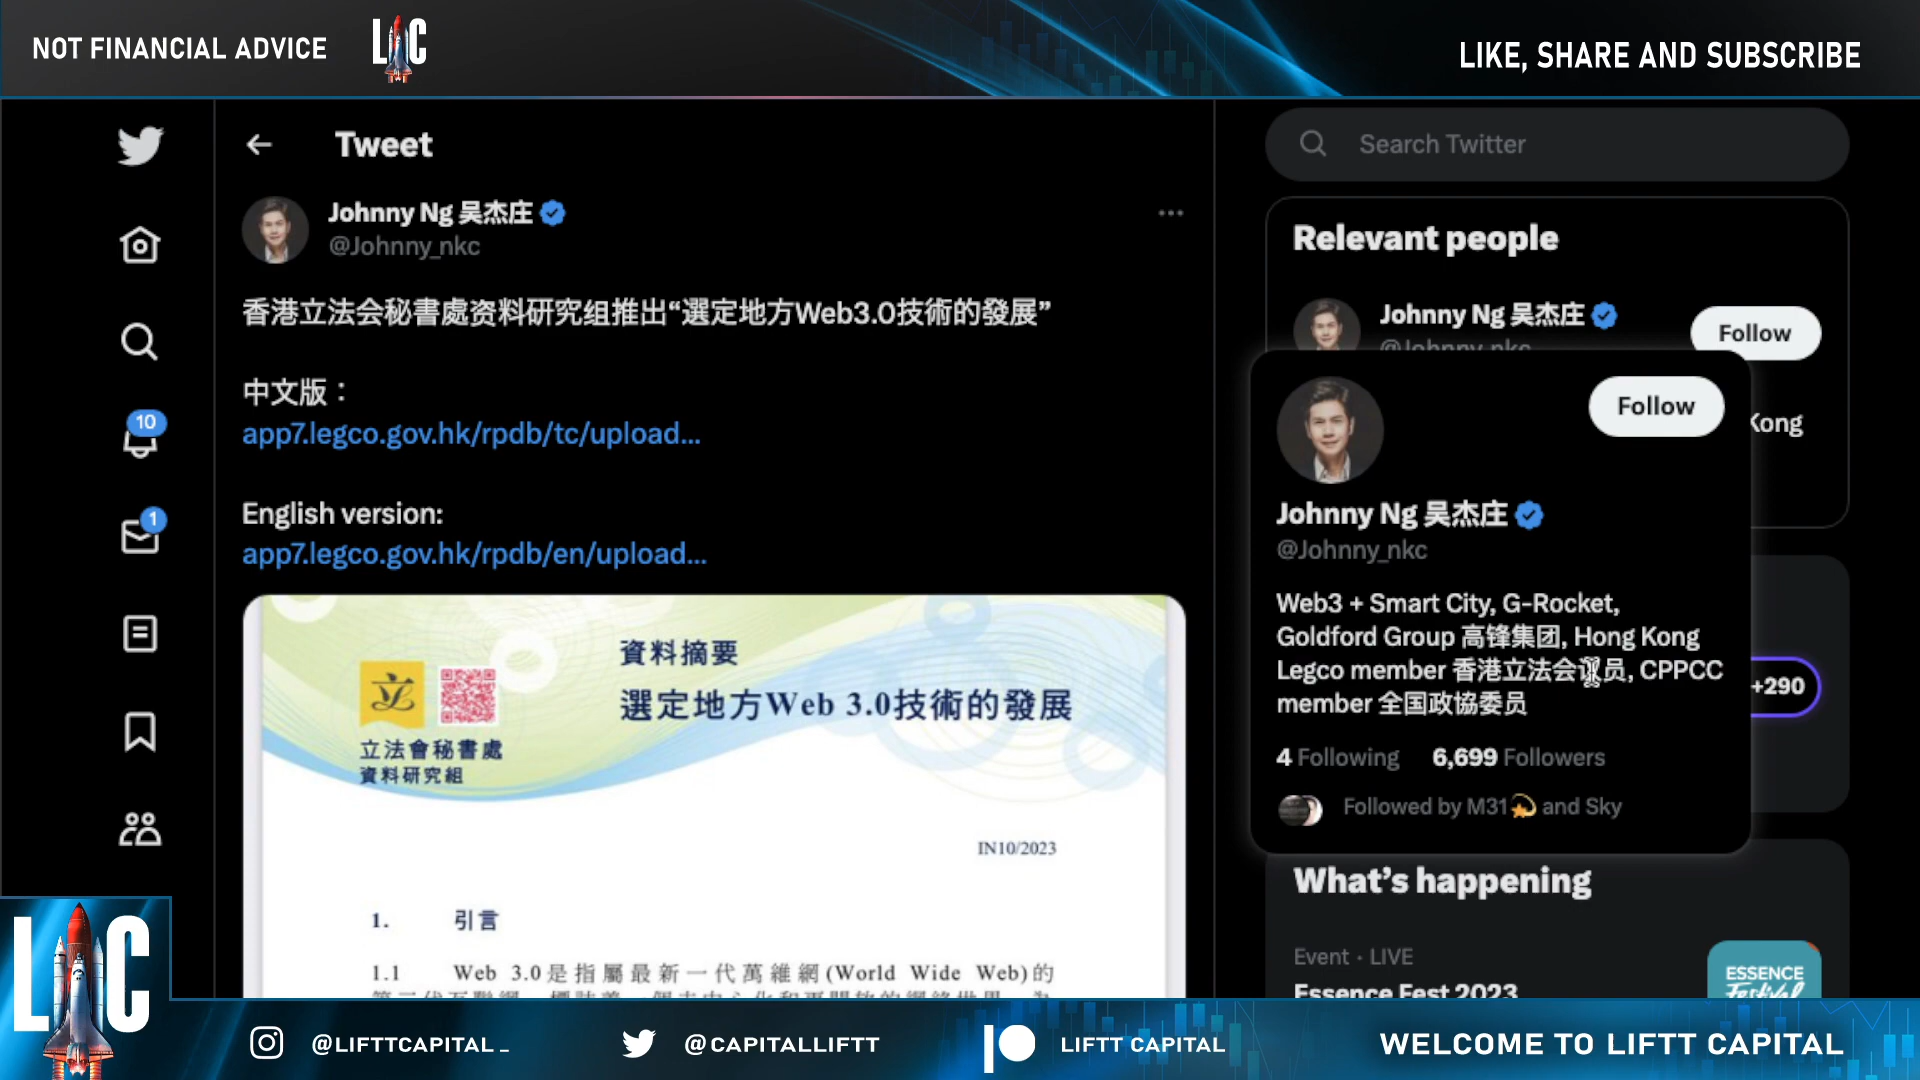 NOT FINANCIAL ADVICE
LC
LIKE, SHARE AND SUBSCRIBE
Tweet
Johnny Ng 吴杰庄
@Johnny_nkc
香港立法会秘書處资料研究组推出“選定地方Web3.0技術的發展”
中文版：
app7.legco.gov.hk/rpdb/tc/upload...
English version:
app7.legco.gov.hk/rpdb/en/upload...
資料摘要
選定地方Web 3.0技術的發展
立法會秘書處
資料研究組
IN10/2023
1. 引言
1.1 Web 3.0是指屬最新一代萬維網(World Wide Web)的
10
1
Search Twitter
Relevant people
Johnny Ng 吴杰庄
@Johnny_nkc
Follow
Kong
Follow
Johnny Ng 吴杰庄
@Johnny_nkc
Web3 + Smart City, G-Rocket,
Goldford Group 高锋集团, Hong Kong
Legco member 香港立法会议员, CPPCC
member 全国政協委员
4 Following 6,699 Followers
Followed by M31💫 and Sky
+290
What’s happening
Event · LIVE
Essence Fest 2023
ESSENCE
Festival
LC
@LIFTTCAPITAL_
@CAPITALLIFTT
LIFTT CAPITAL
WELCOME TO LIFTT CAPITAL